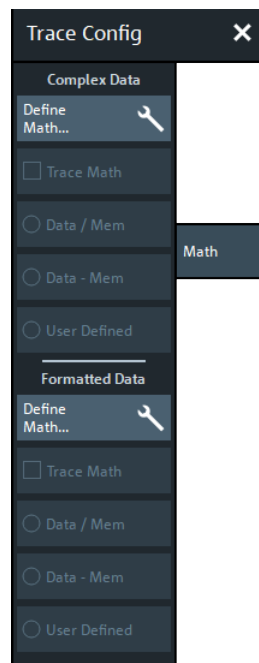 Trace Config
Complex Data
Define
Math...
Trace Math
Data / Mem
Data - Mem
User Defined
Math
Formatted Data
Define
Math...
Trace Math
Data / Mem
Data - Mem
User Defined